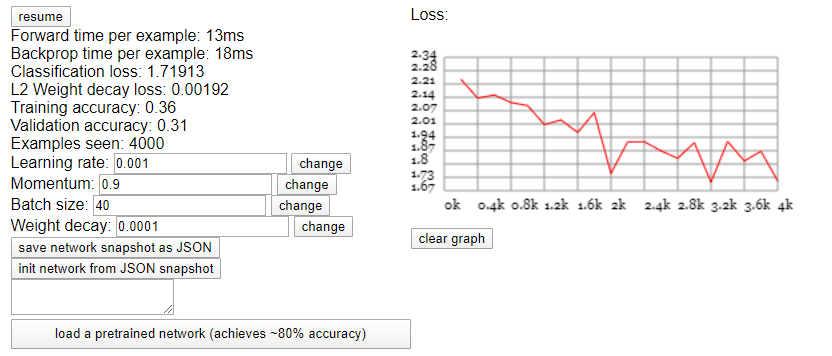 resume
Forward time per example: 13ms
Backprop time per example: 18ms
Classification loss: 1.71913
L2 Weight decay loss: 0.00192
Training accuracy: 0.36
Validation accuracy: 0.31
Examples seen: 4000
Learning rate: 0.001 change
Momentum: 0.9 change
Batch size: 40 change
Weight decay: 0.0001 change
save network snapshot as JSON
init network from JSON snapshot
load a pretrained network (achieves ~80% accuracy)
Loss:
2.34
2.28
2.21
2.14
2.07
2.01
1.94
1.87
1.8
1.73
1.67
0k 0.4k 0.8k 1.2k 1.6k 2k 2.4k 2.8k 3.2k 3.6k 4k
clear graph